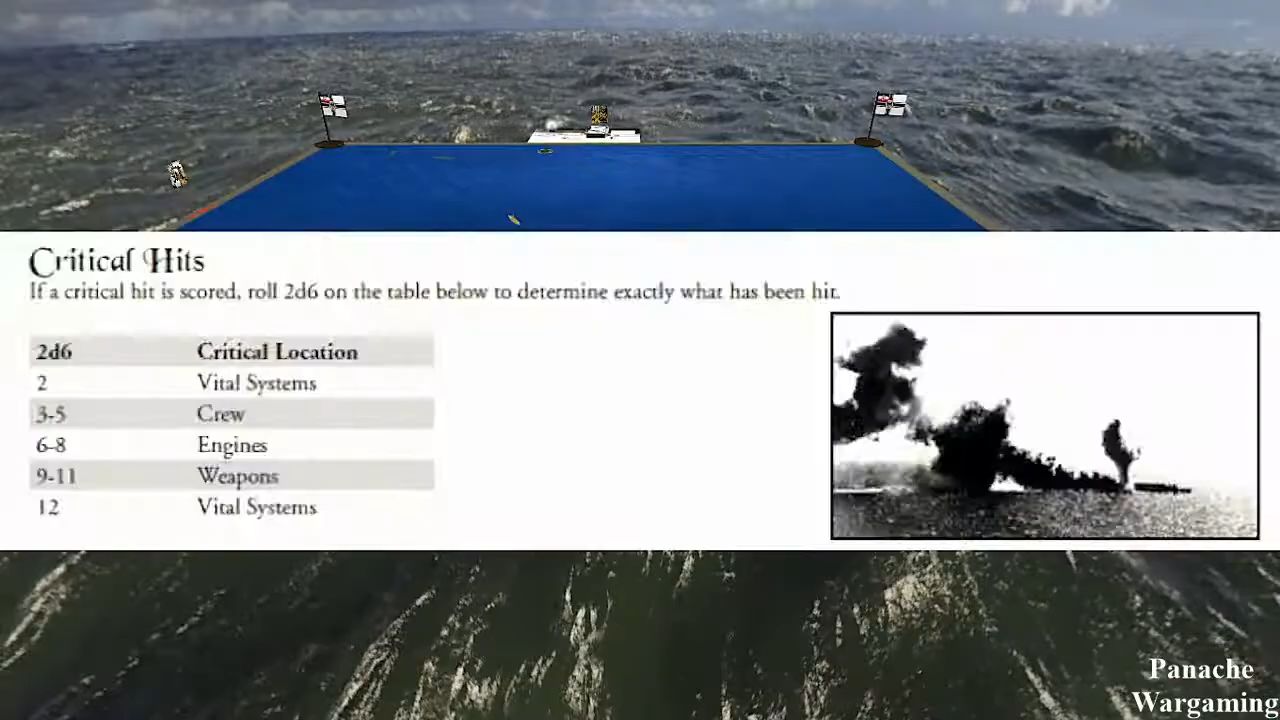 Critical Hits
If a critical hit is scored, roll 2d6 on the table below to determine exactly what has been hit.
2d6 Critical Location
2 Vital Systems
3-5 Crew
6-8 Engines
9-11 Weapons
12 Vital Systems
Panache
Wargaming